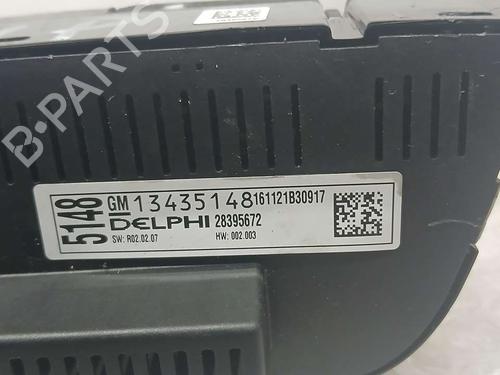 B-PARTS
5148
GM 13435148 161121B30917
DELPHI 28395672
SW: R02.02.07 HW: 002.003